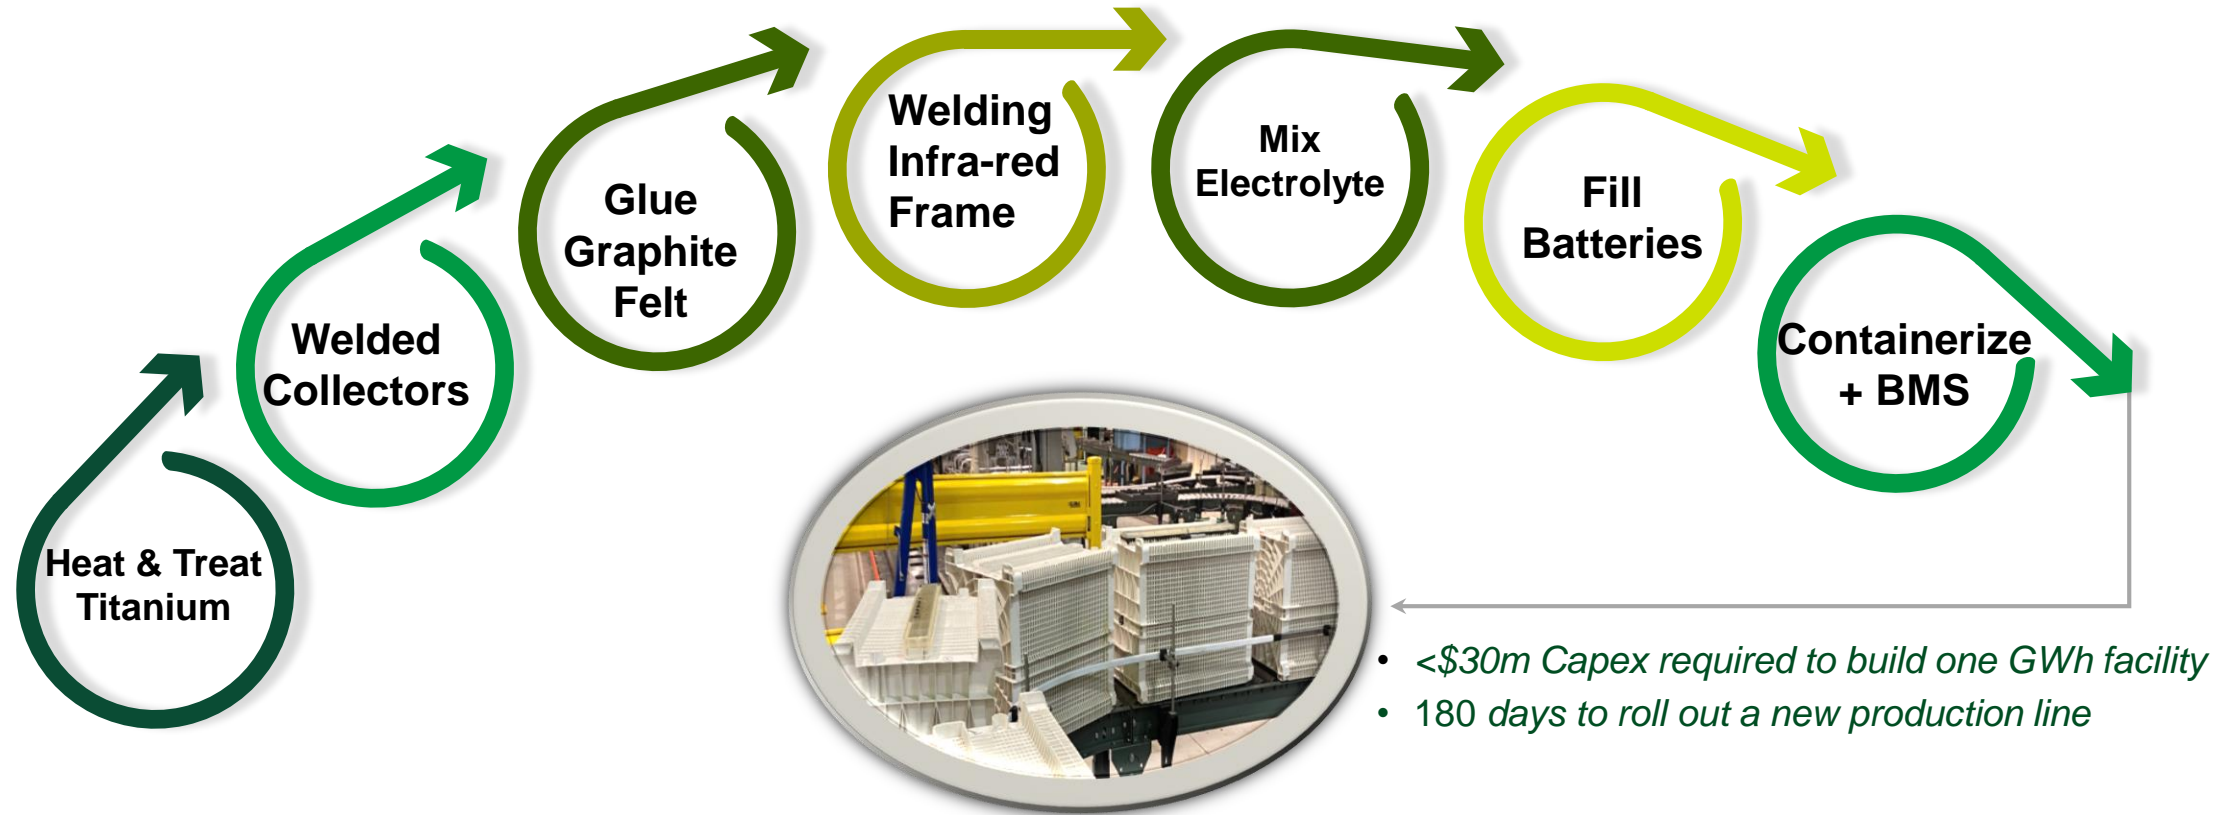 Heat & Treat
Titanium
Welded
Collectors
Glue
Graphite
Felt
Welding
Infra-red
Frame
Mix
Electrolyte
Fill
Batteries
Containerize
+ BMS
• <$30m Capex required to build one GWh facility
• 180 days to roll out a new production line